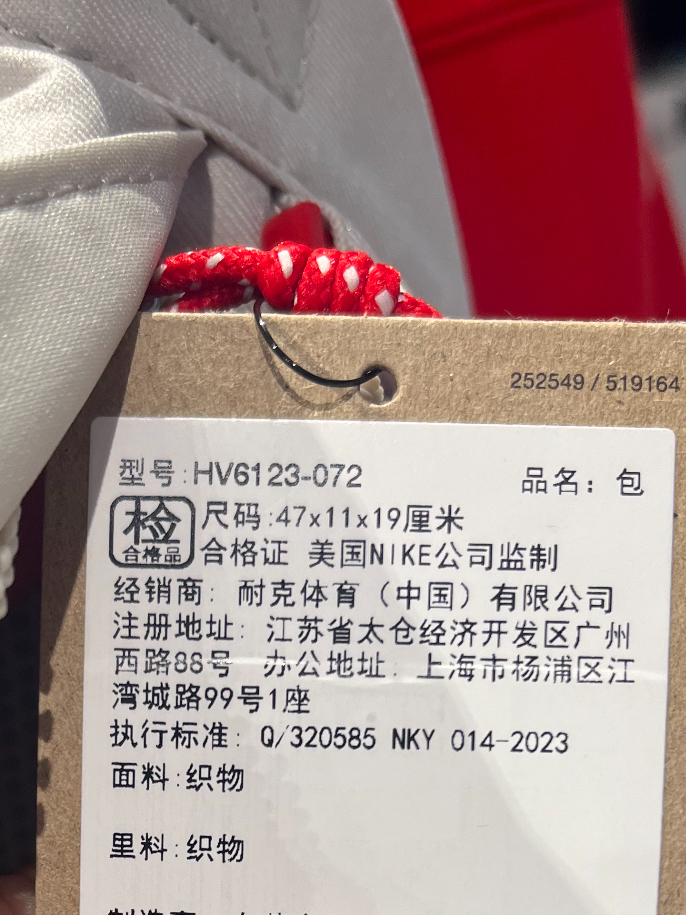 252549 / 519164
型号:HV6123-072
品名：包
检
合格品
尺码:47x11x19厘米
合格证 美国NIKE公司监制
经销商：耐克体育（中国）有限公司
注册地址：江苏省太仓经济开发区广州
西路88号 办公地址：上海市杨浦区江
湾城路99号1座
执行标准：Q/320585 NKY 014-2023
面料:织物
里料:织物